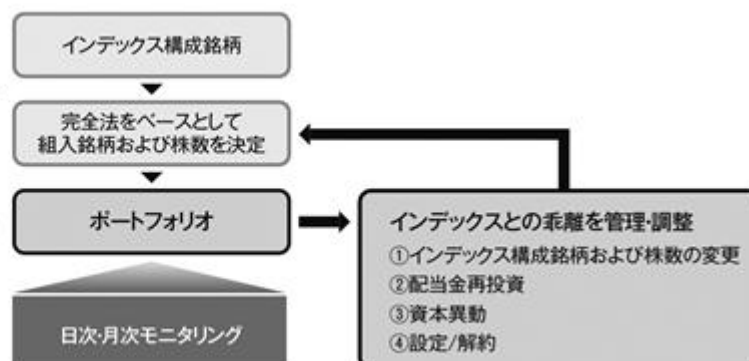 インデックス構成銘柄
完全法をベースとして
組入銘柄および株数を決定
ポートフォリオ
日次・月次モニタリング
インデックスとの乖離を管理・調整
①インデックス構成銘柄および株数の変更
②配当金再投資
③資本異動
④設定/解約